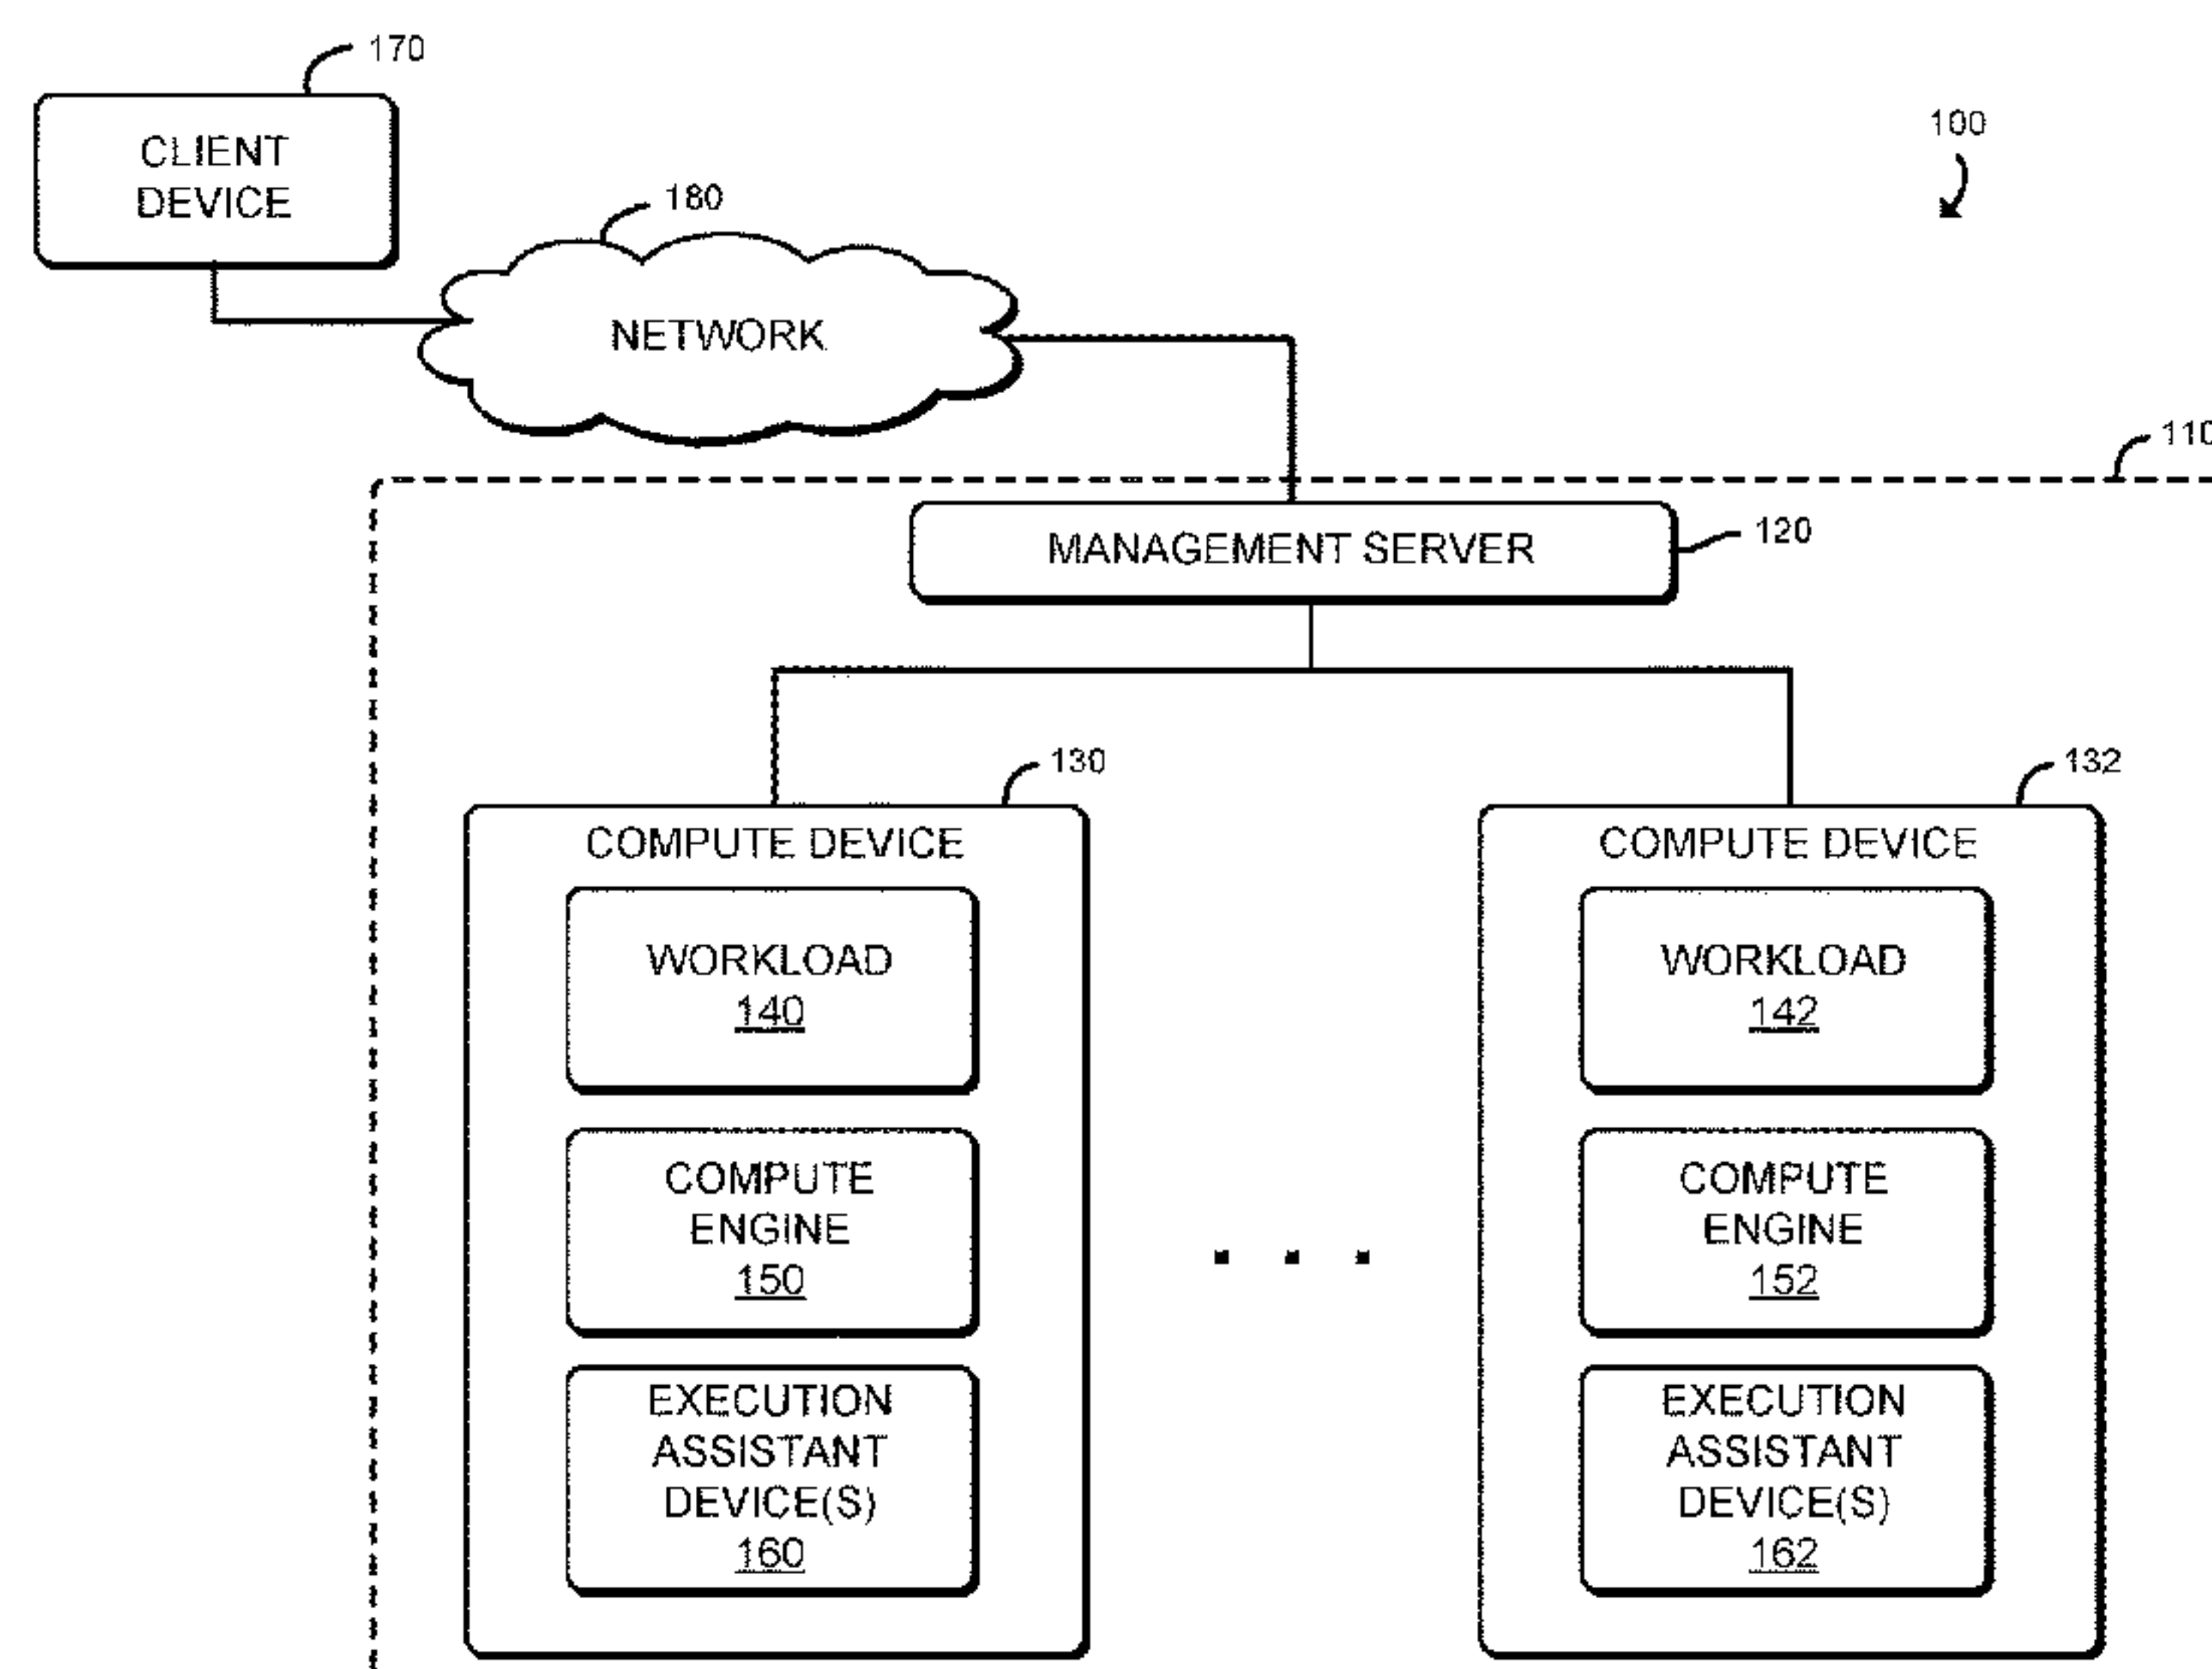 170
CLIENT
DEVICE
100
180
NETWORK
110
MANAGEMENT SERVER
120
130
132
COMPUTE DEVICE
WORKLOAD
140
COMPUTE
ENGINE
150
EXECUTION
ASSISTANT
DEVICE(S)
160
. . .
COMPUTE DEVICE
WORKLOAD
142
COMPUTE
ENGINE
152
EXECUTION
ASSISTANT
DEVICE(S)
162